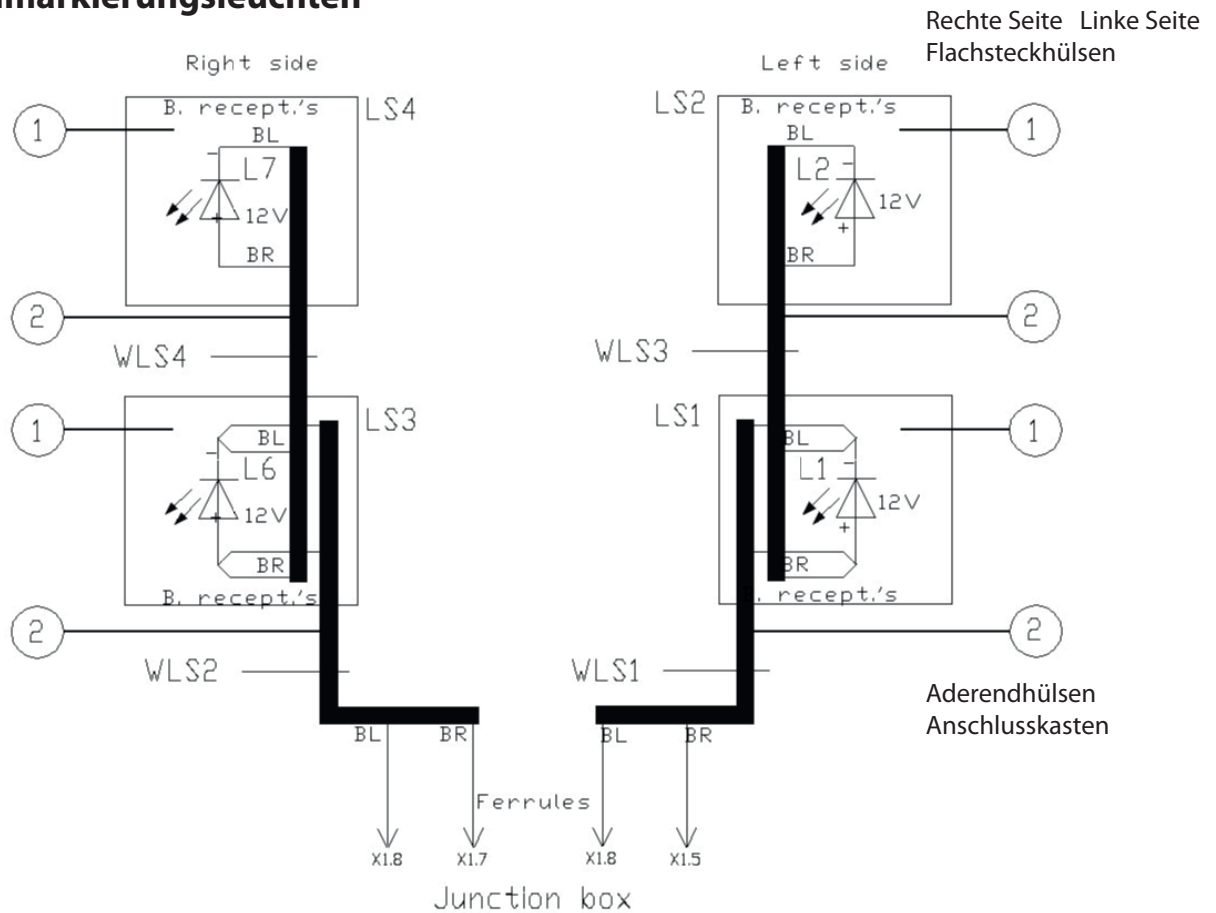 markierungsleuchten
Rechte Seite Linke Seite
Flachsteckhülsen
Right side
Left side
B. recept.'s
LS4
LS2
B. recept.'s
1
1
BL
BL
L7
L2
12V
12V
BR
BR
2
2
WLS4
WLS3
1
LS3
LS1
1
BL
BL
L6
L1
12V
12V
BR
BR
B. recept.'s
. recept.'s
2
2
WLS2
WLS1
Aderendhülsen
Anschlusskasten
BL
BR
BL
BR
Ferrules
X1.8
X1.7
X1.8
X1.5
Junction box